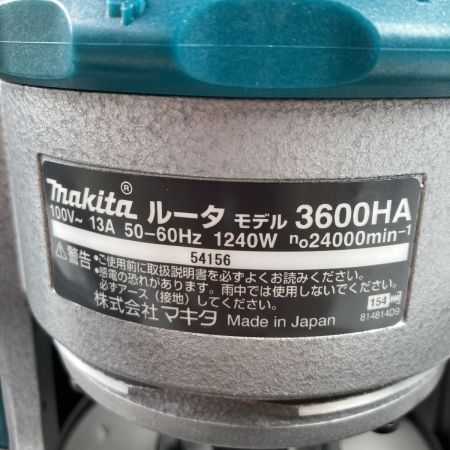 makita® ルータ モデル 3600HA
100V~ 13A 50-60Hz 1240W n₀24000min⁻¹
54156
⚠警告 •ご使用前に取扱説明書を必ずよくお読みください。
•感電の恐れがあります。雨中では使用しないでください。
必ずアース(接地)してください。
株式会社 マキタ Made in Japan
154
814814D9